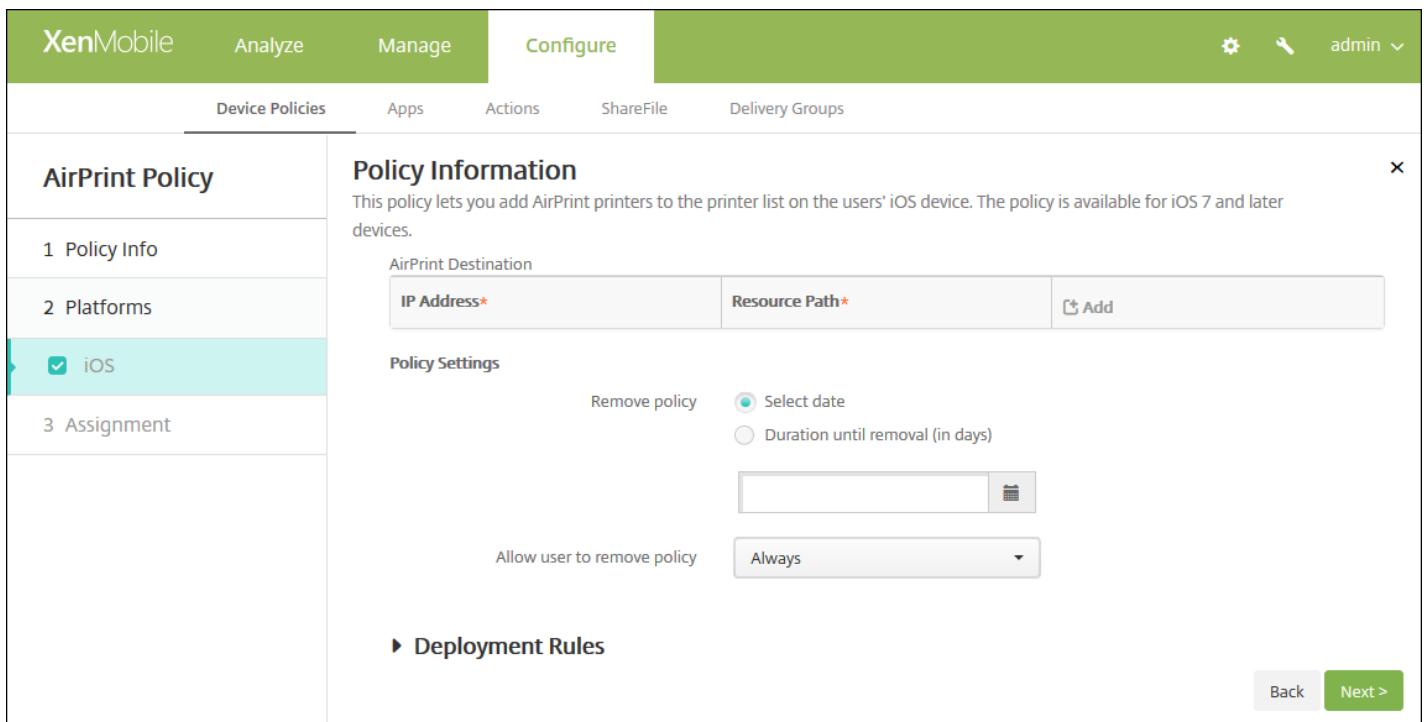 XenMobile Analyze Manage Configure admin
Device Policies Apps Actions ShareFile Delivery Groups
AirPrint Policy
1 Policy Info
2 Platforms
iOS
3 Assignment
Policy Information
This policy lets you add AirPrint printers to the printer list on the users' iOS device. The policy is available for iOS 7 and later
devices.
AirPrint Destination
IP Address* Resource Path* Add
Policy Settings
Remove policy Select date
Duration until removal (in days)
Allow user to remove policy Always
Deployment Rules
Back Next >